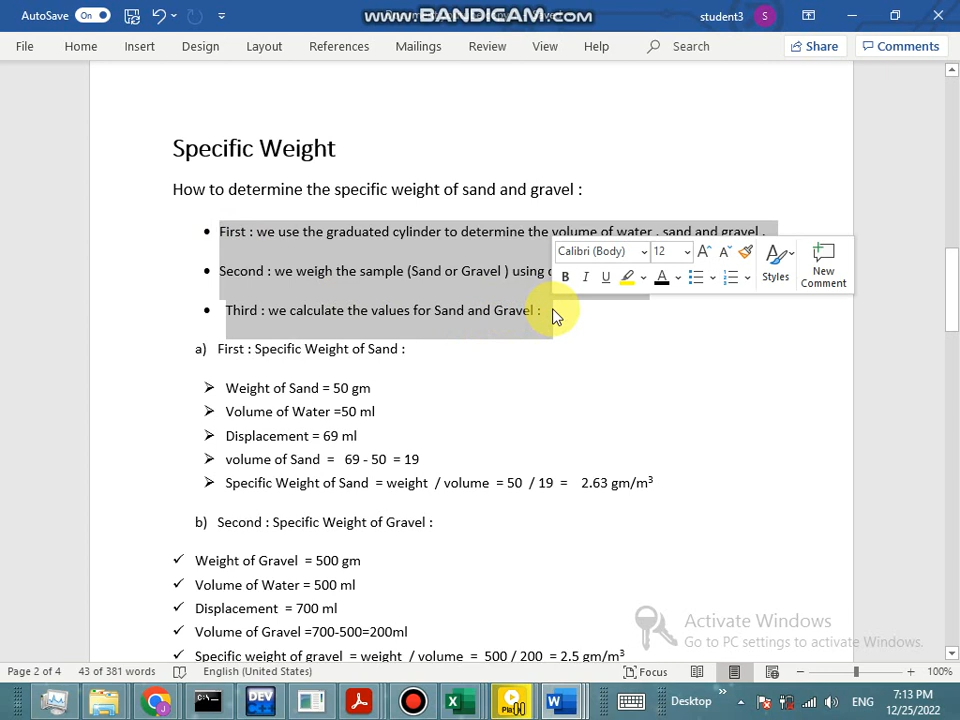 AutoSave On
www.BANDICAM.com
student3 S
File Home Insert Design Layout References Mailings Review View Help Search Share Comments
Specific Weight
How to determine the specific weight of sand and gravel :
• First : we use the graduated cylinder to determine the volume of water , sand and gravel .
• Second : we weigh the sample (Sand or Gravel ) using
• Third : we calculate the values for Sand and Gravel :
Calibri (Body) 12
B I U A Styles New Comment
a) First : Specific Weight of Sand :
➢ Weight of Sand = 50 gm
➢ Volume of Water =50 ml
➢ Displacement = 69 ml
➢ volume of Sand = 69 - 50 = 19
➢ Specific Weight of Sand = weight / volume = 50 / 19 = 2.63 gm/m³
b) Second : Specific Weight of Gravel :
✓ Weight of Gravel = 500 gm
✓ Volume of Water = 500 ml
✓ Displacement = 700 ml
✓ Volume of Gravel =700-500=200ml
✓ Specific weight of gravel = weight / volume = 500 / 200 = 2.5 gm/m³
Activate Windows
Go to PC settings to activate Windows.
Page 2 of 4 43 of 381 words English (United States) Focus 100%
DEV
Desktop ENG 7:13 PM
12/25/2022